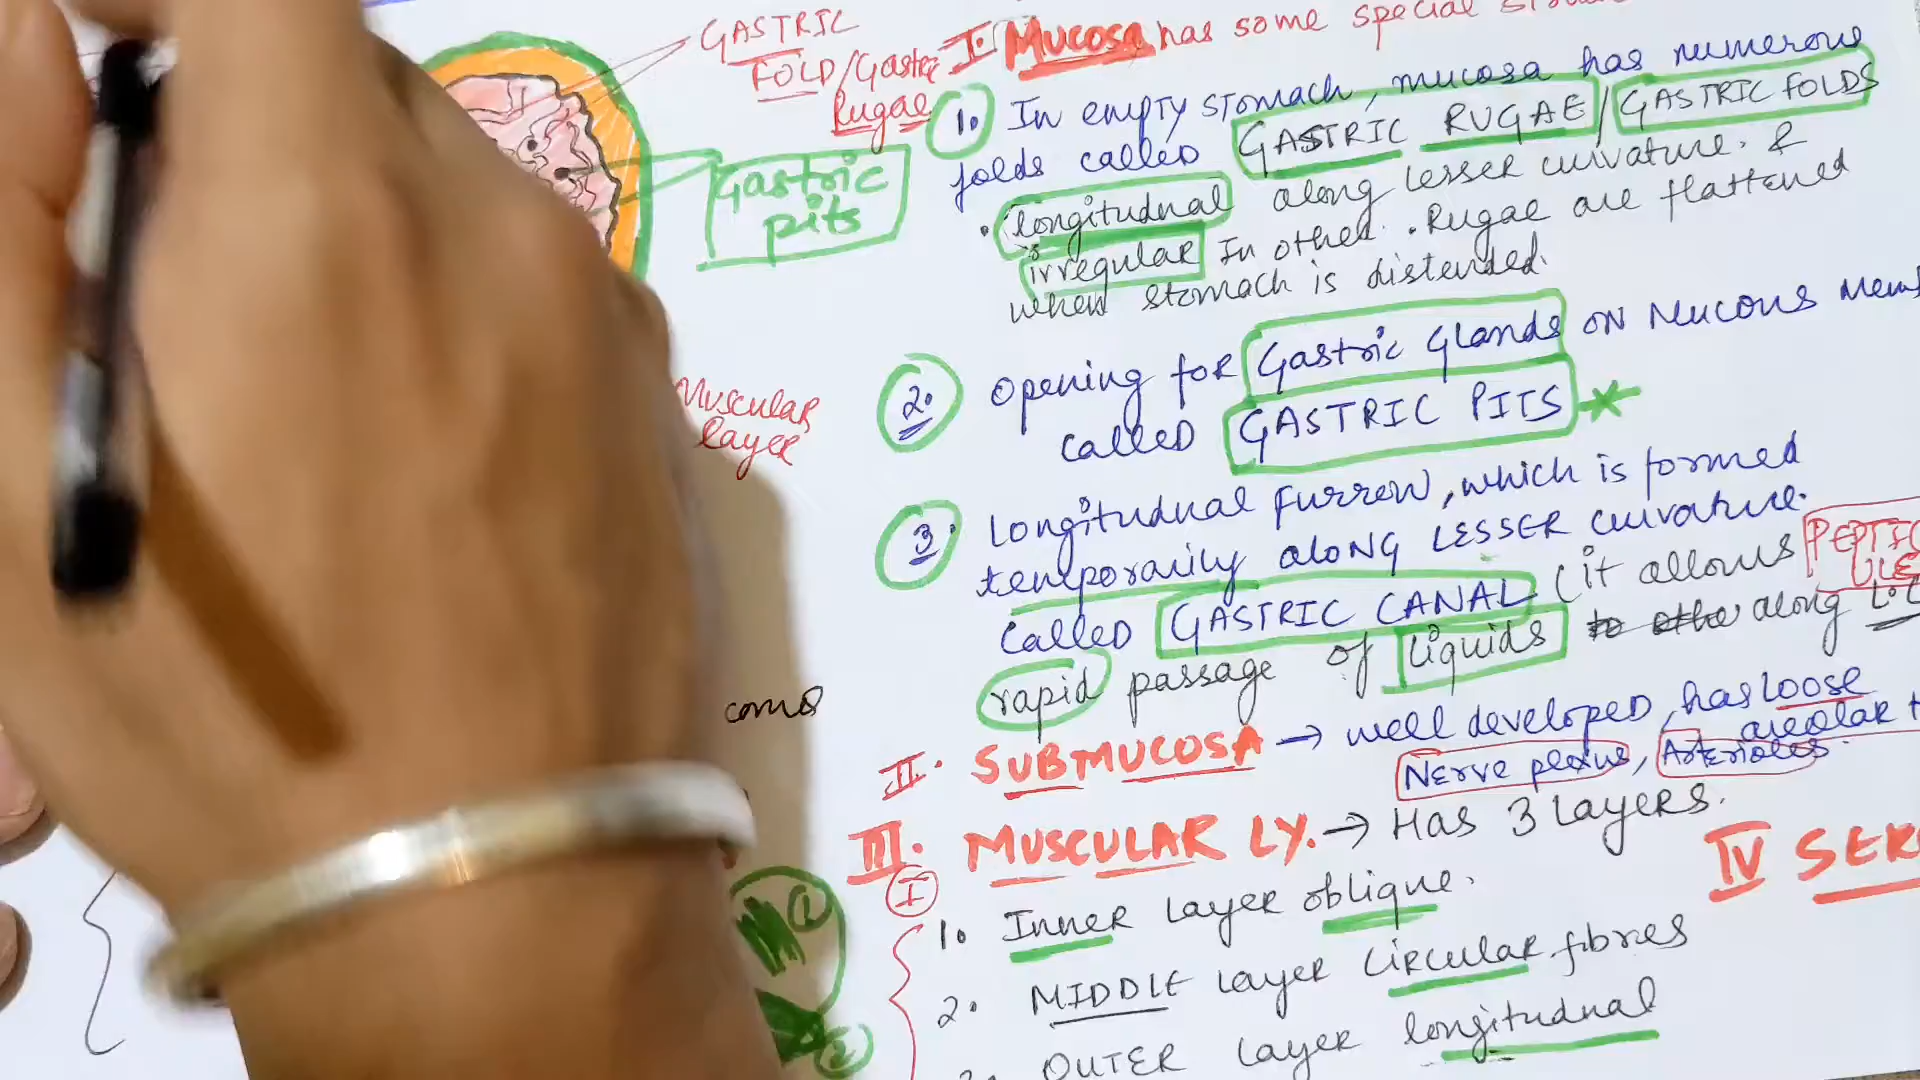 GASTRIC
FOLD/Gastric
Rugae
Gastric
pits
Muscular
layer
I. Mucosa has some special
1. In empty stomach, mucosa has numerous
folds called GASTRIC RUGAE/GASTRIC FOLDS
. longitudnal along lesser curvature. &
irregular In other. . Rugae are flattened
when stomach is distended.
2. Opening for Gastric Glands ON Mucous Mem
called GASTRIC PITS
3. Longitudnal Furrow, which is formed
temporarily along LESSER curvature.
called GASTRIC CANAL (it allows PEPTIC
ULE
rapid passage of liquids along L.C
II. SUBMUCOSA → well developed, has loose
areolar t
Nerve plexus, Arterioles.
III. MUSCULAR LY. → Has 3 layers.
IV SER
I
1. Inner layer oblique.
2. MIDDLE layer circular fibres
OUTER layer longitudnal
1
2